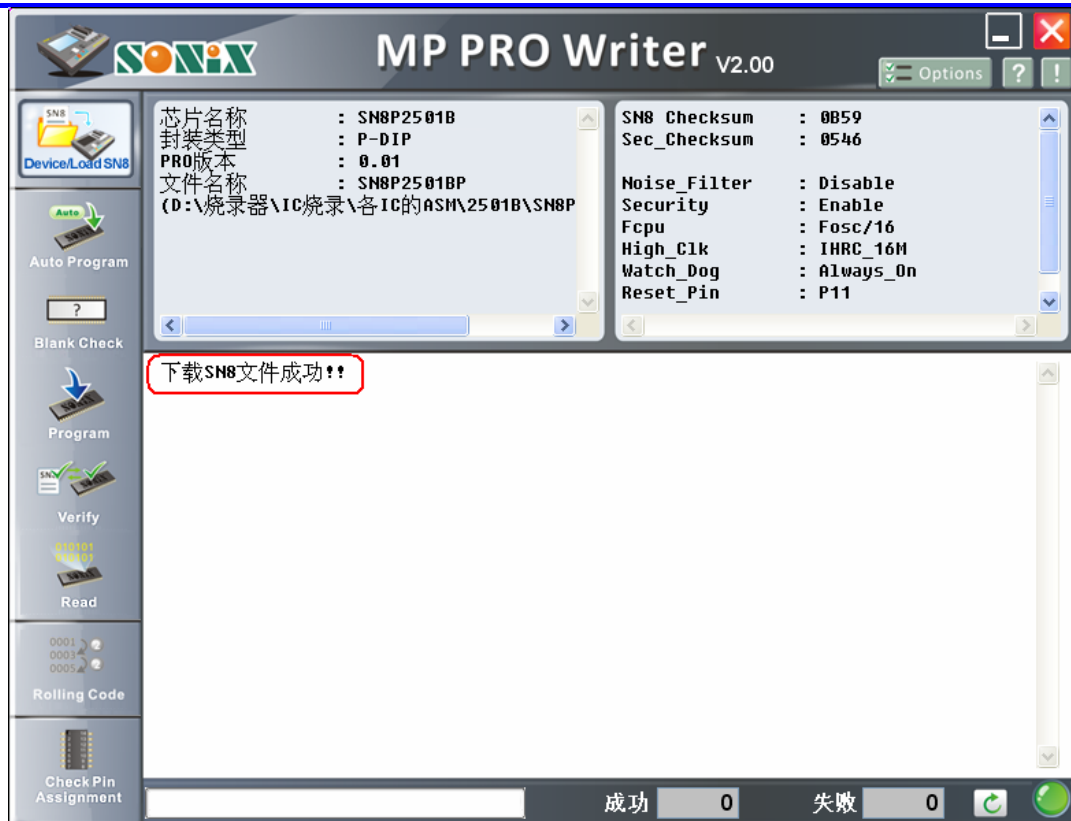 SONiX
MP PRO Writer V2.00
Options ? !
SN8
Device/Load SN8
Auto
Auto Program
?
Blank Check
Program
Verify
010101
010101
Read
0001
0003
0005
Rolling Code
Check Pin
Assignment
芯片名称 : SN8P2501B
封装类型 : P-DIP
PRO版本 : 0.01
文件名称 : SN8P2501BP
(D:\烧录器\IC烧录\各IC的ASM\2501B\SN8P
SN8 Checksum : 0B59
Sec_Checksum : 0546
Noise_Filter : Disable
Security : Enable
Fcpu : Fosc/16
High_Clk : IHRC_16M
Watch_Dog : Always_On
Reset_Pin : P11
下载SN8文件成功!!
成功 0 失败 0